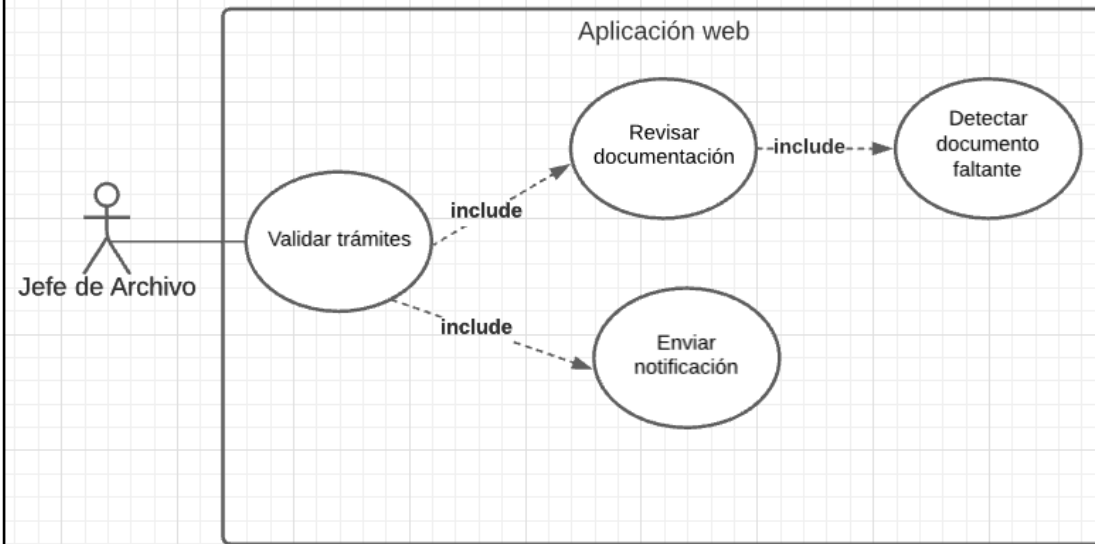 Aplicación web
Revisar
documentación
include
Detectar
documento
faltante
include
Validar trámites
Jefe de Archivo
include
Enviar
notificación